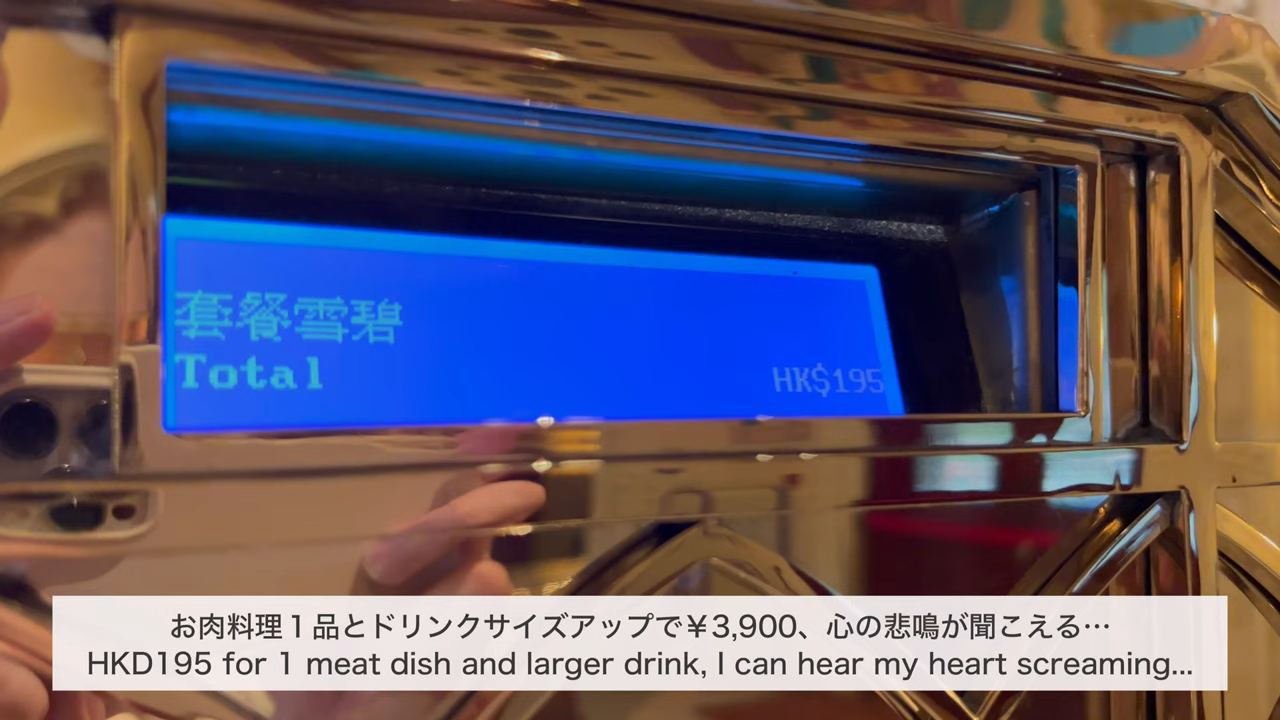 套餐雪碧
Total HK$195
お肉料理１品とドリンクサイズアップで￥3,900、心の悲鳴が聞こえる…
HKD195 for 1 meat dish and larger drink, I can hear my heart screaming...